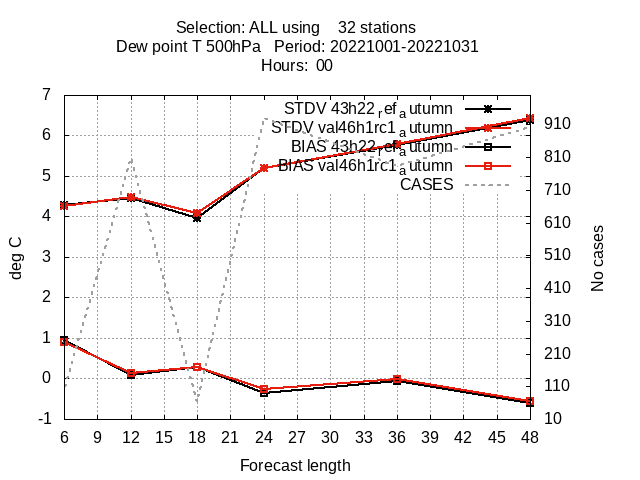 Selection: ALL using 32 stations
Dew point T 500hPa Period: 20221001-20221031
Hours: 00
7
6
5
4
3
2
1
0
-1
deg C
STDV 43h22_ref_autumn
STDV val46h1rc1_autumn
BIAS 43h22_ref_autumn
BIAS val46h1rc1_autumn
CASES
910
810
710
610
510
410
310
210
110
10
No cases
6 9 12 15 18 21 24 27 30 33 36 39 42 45 48
Forecast length